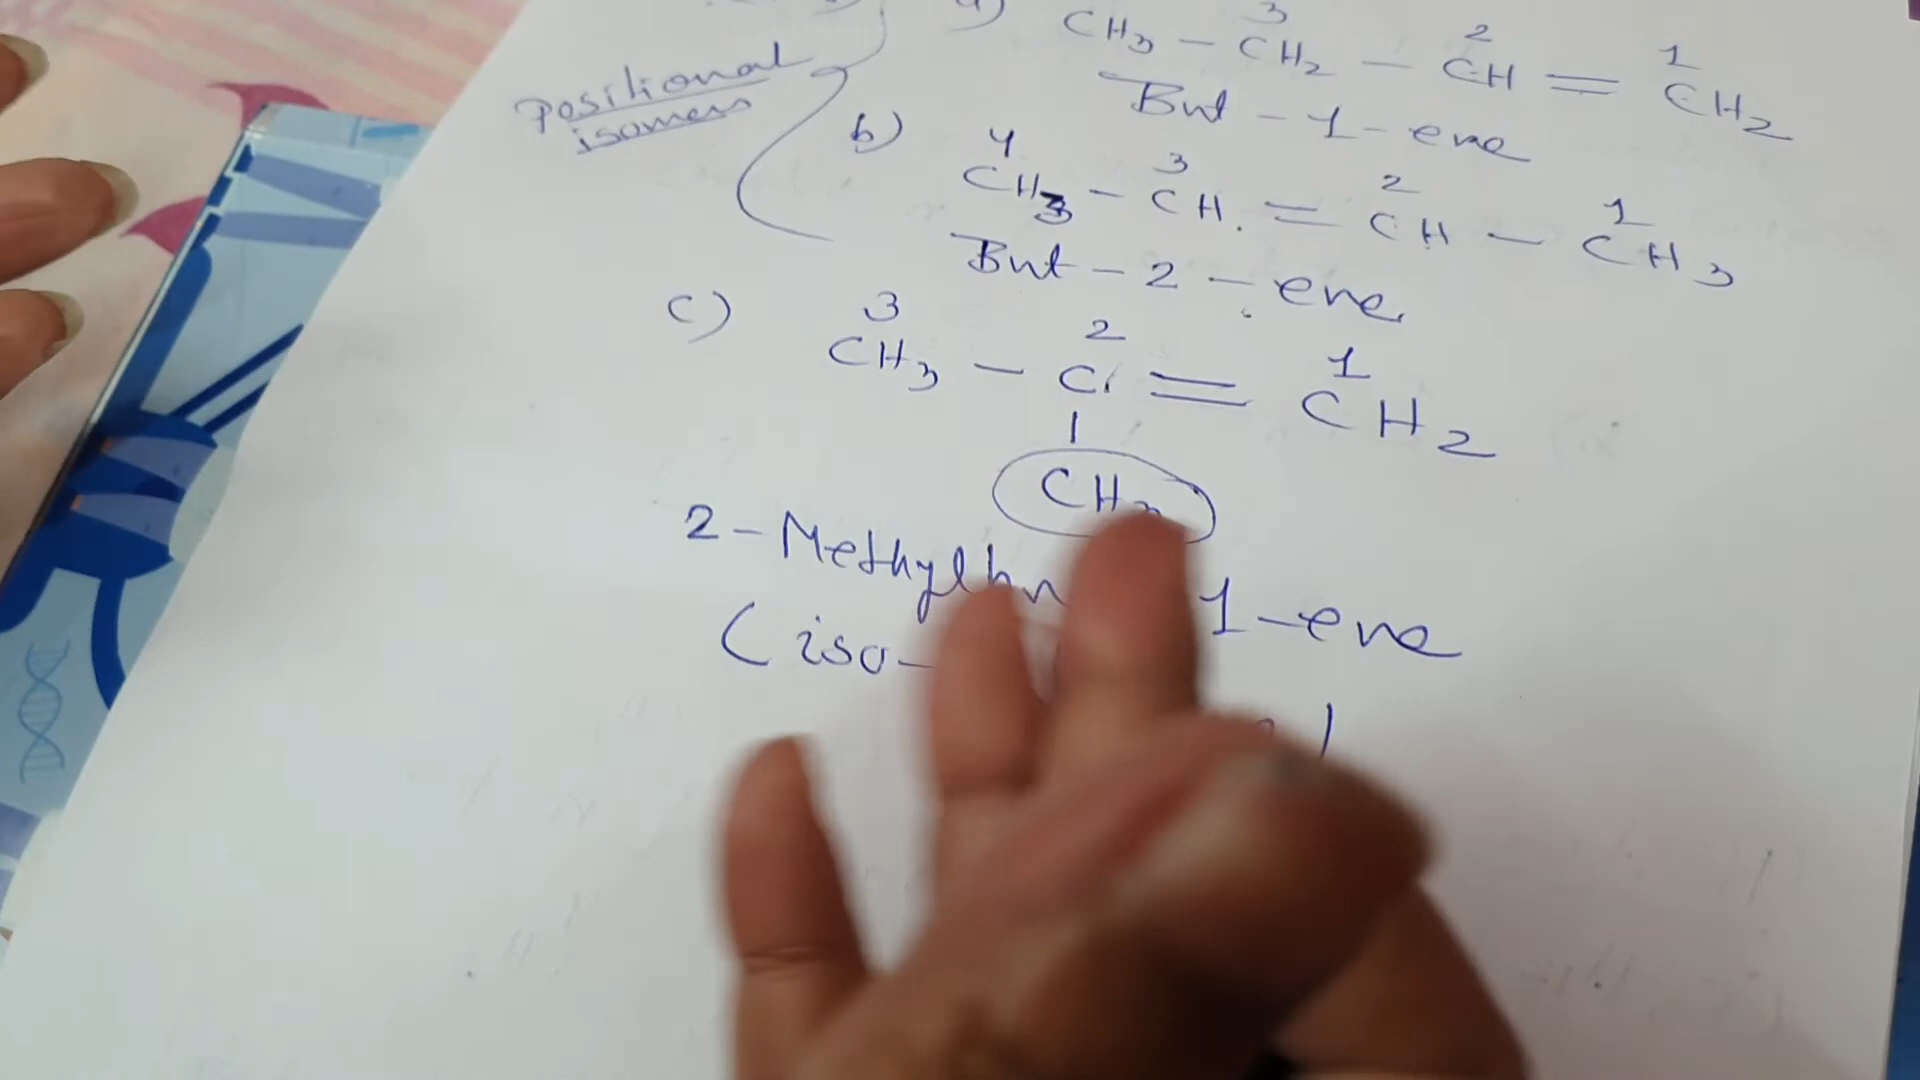 Positional
isomers
a) CH3 - CH2 - CH = CH2
3 2 1
But - 1 - ene
b) CH3 - CH = CH - CH3
4 3 2 1
But - 2 - ene
c) CH3 - C = CH2
3 2 1
CH3
2 - 1 - ene
( iso -